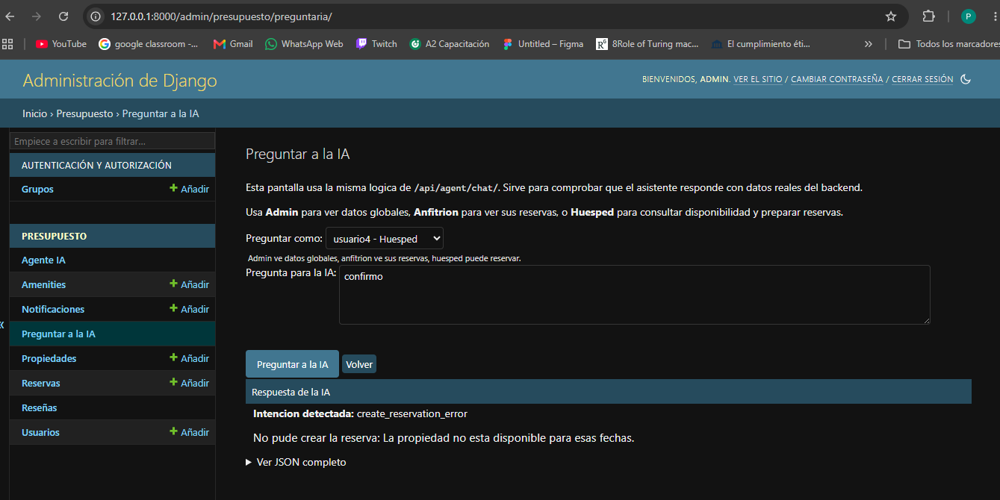 127.0.0.1:8000/admin/presupuesto/preguntaria/
P
YouTube
google classroom -...
Gmail
WhatsApp Web
Twitch
A2 Capacitación
Untitled – Figma
8Role of Turing mac...
El cumplimiento éti...
»
Todos los marcadores
Administración de Django
BIENVENIDOS, ADMIN. VER EL SITIO / CAMBIAR CONTRASEÑA / CERRAR SESIÓN
Inicio › Presupuesto › Preguntar a la IA
Empiece a escribir para filtrar...
AUTENTICACIÓN Y AUTORIZACIÓN
Grupos + Añadir
PRESUPUESTO
Agente IA
Amenities + Añadir
Notificaciones + Añadir
«
Preguntar a la IA
Propiedades + Añadir
Reservas + Añadir
Reseñas
Usuarios + Añadir
Preguntar a la IA
Esta pantalla usa la misma logica de /api/agent/chat/. Sirve para comprobar que el asistente responde con datos reales del backend.
Usa Admin para ver datos globales, Anfitrion para ver sus reservas, o Huesped para consultar disponibilidad y preparar reservas.
Preguntar como: usuario4 - Huesped
Admin ve datos globales, anfitrion ve sus reservas, huesped puede reservar.
Pregunta para la IA: confirmo
Preguntar a la IA Volver
Respuesta de la IA
Intencion detectada: create_reservation_error
No pude crear la reserva: La propiedad no esta disponible para esas fechas.
▶ Ver JSON completo